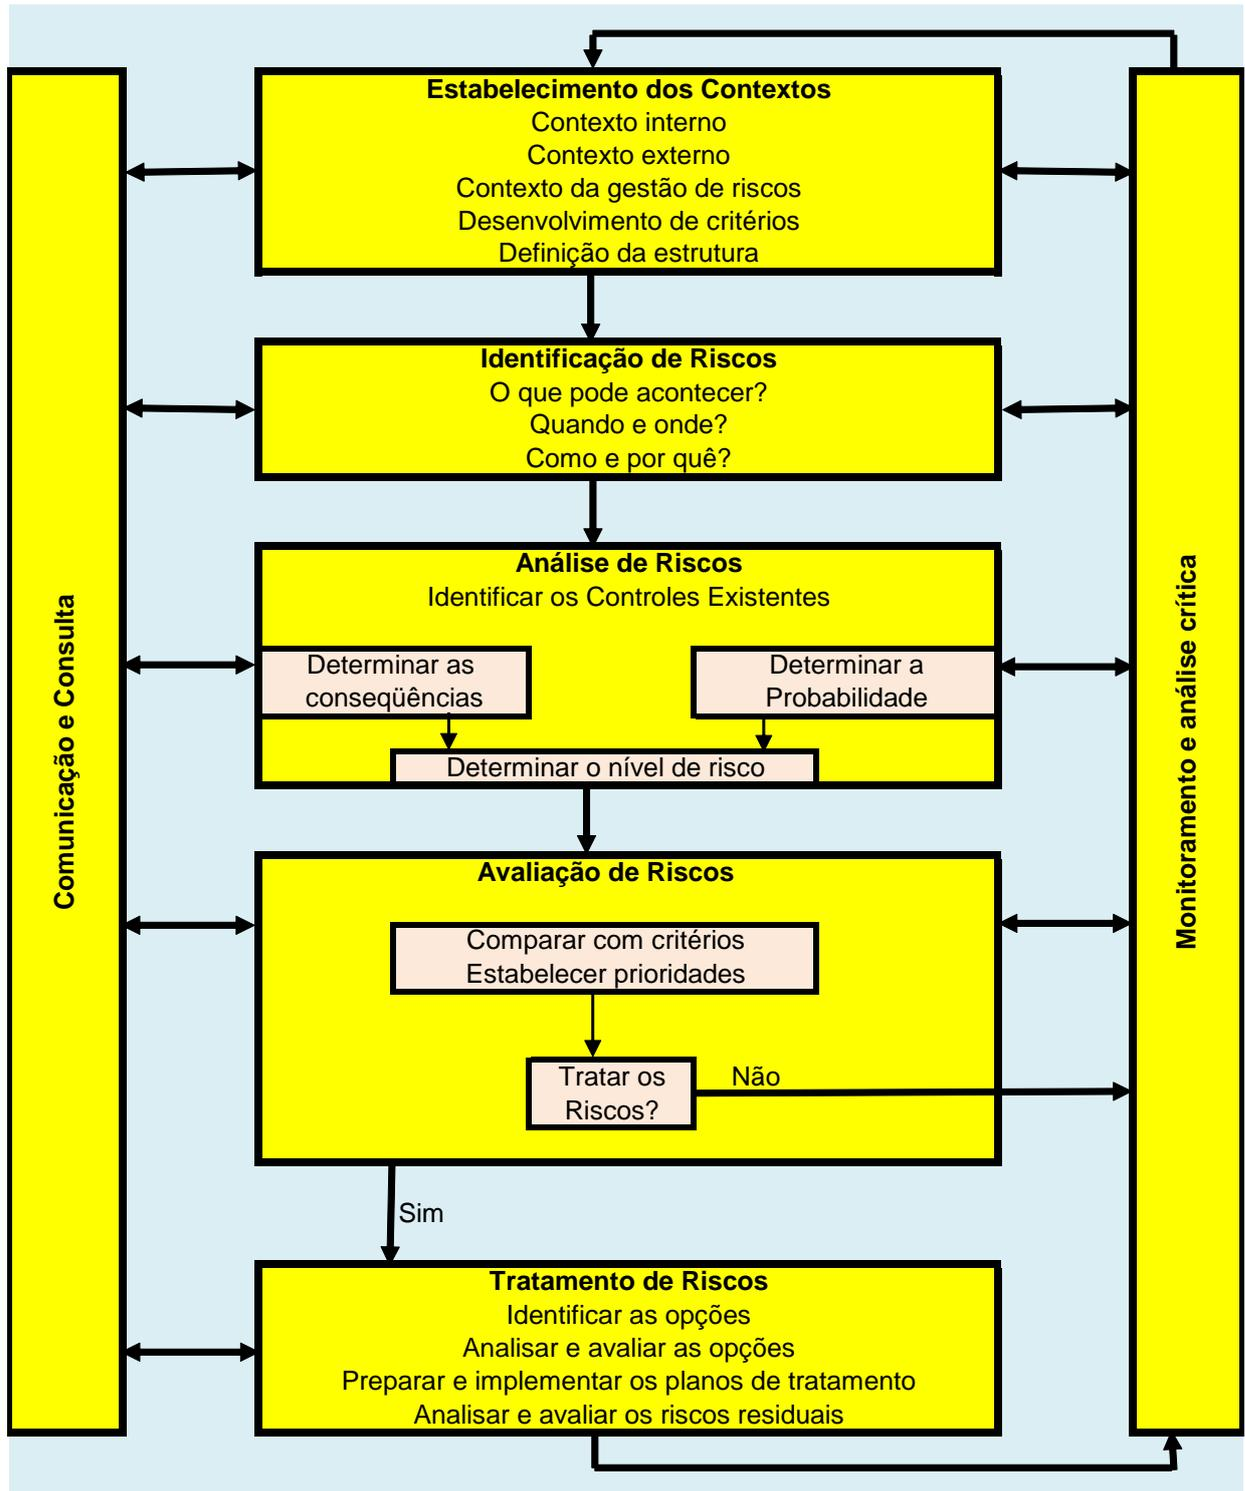 Estabelecimento dos Contextos
Contexto interno
Contexto externo
Contexto da gestão de riscos
Desenvolvimento de critérios
Definição da estrutura
Identificação de Riscos
O que pode acontecer?
Quando e onde?
Como e por quê?
Análise de Riscos
Identificar os Controles Existentes
Determinar as
conseqüências
Determinar a
Probabilidade
Determinar o nível de risco
Avaliação de Riscos
Comparar com critérios
Estabelecer prioridades
Tratar os
Riscos?
Não
Sim
Tratamento de Riscos
Identificar as opções
Analisar e avaliar as opções
Preparar e implementar os planos de tratamento
Analisar e avaliar os riscos residuais
Comunicação e Consulta
Monitoramento e análise crítica